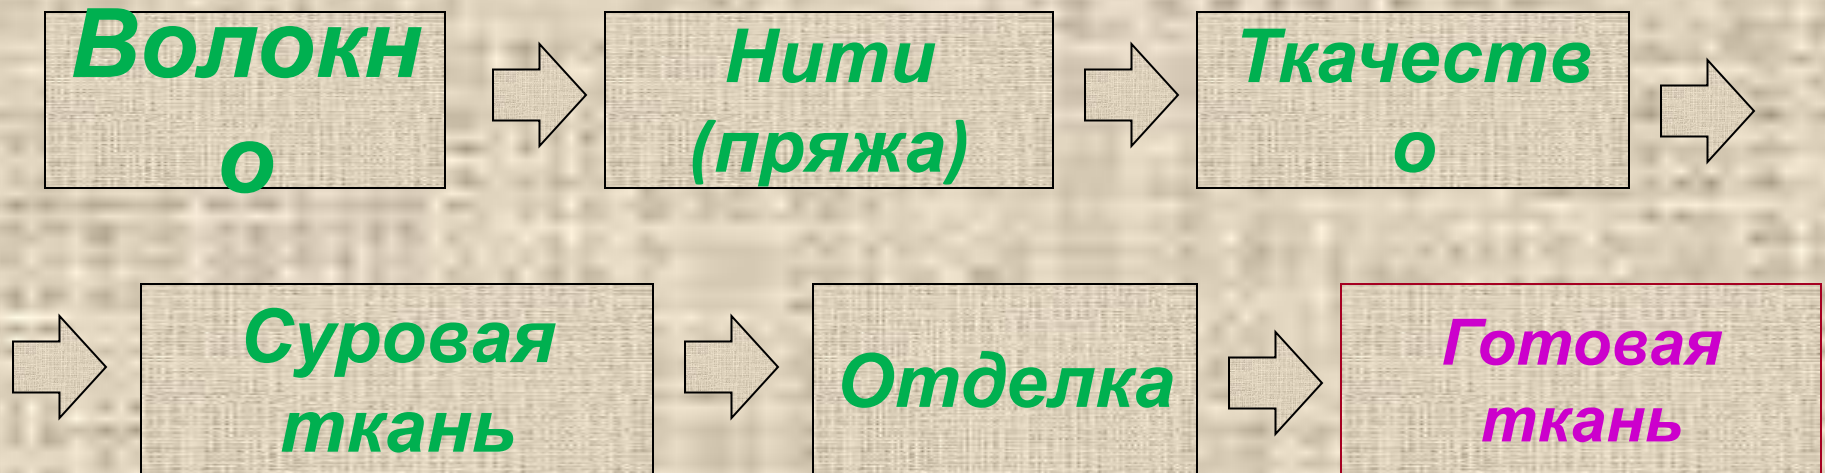 Волокн
о
Нити
(пряжа)
Ткачеств
о
Суровая
ткань
Отделка
Готовая
ткань